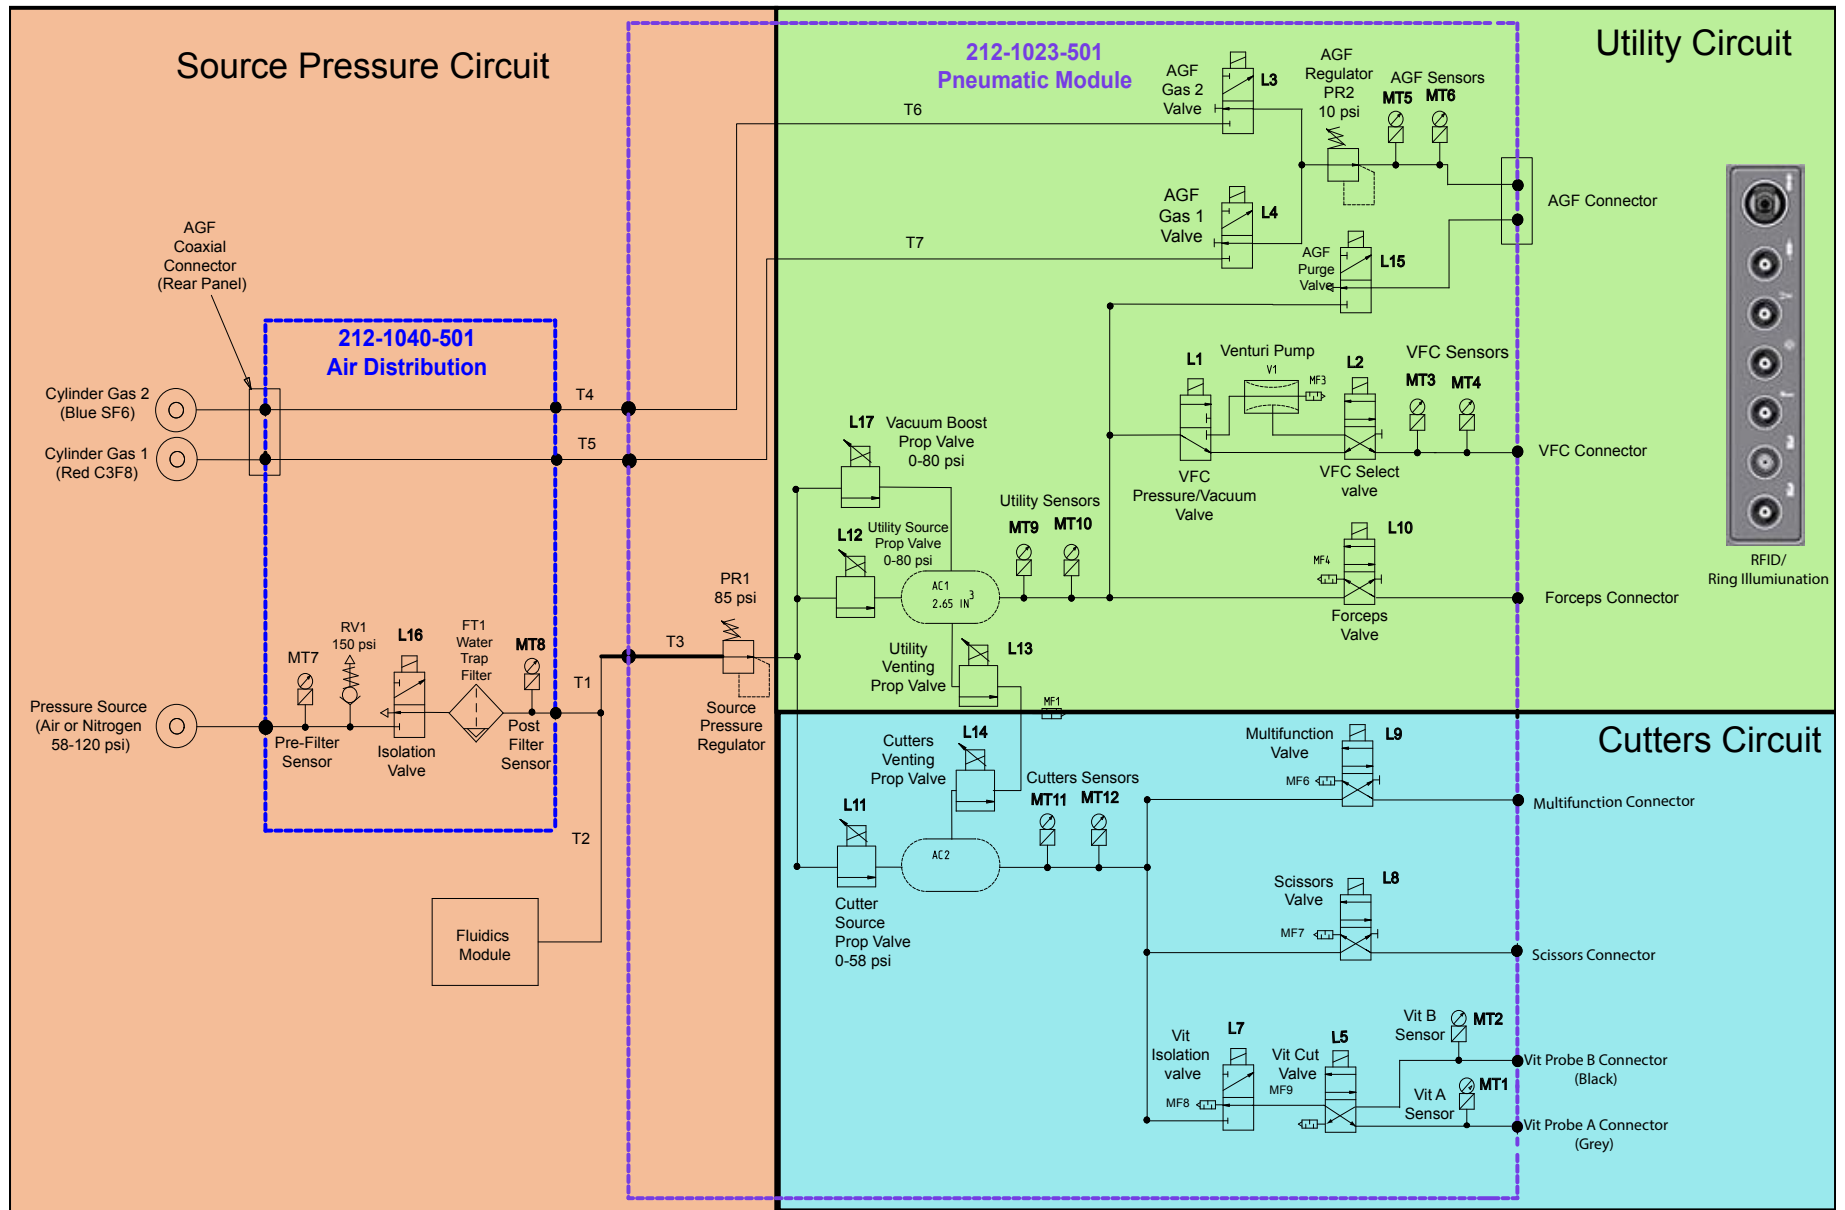 Source Pressure Circuit
212-1023-501
Pneumatic Module
Utility Circuit
AGF
Gas 2
Valve
L3
AGF
Regulator
PR2
10 psi
AGF Sensors
MT5
MT6
T6
AGF
Gas 1
Valve
L4
T7
AGF Connector
AGF
Purge
Valve
L15
AGF
Coaxial
Connector
(Rear Panel)
212-1040-501
Air Distribution
Cylinder Gas 2
(Blue SF6)
T4
Cylinder Gas 1
(Red C3F8)
T5
L1
Venturi Pump
V1
MF3
L2
VFC Sensors
MT3
MT4
VFC Connector
VFC
Pressure/Vacuum
Valve
VFC Select
valve
L17
Vacuum Boost
Prop Valve
0-80 psi
L12
Utility Source
Prop Valve
0-80 psi
Utility Sensors
MT9
MT10
AC1
2.65 IN3
L10
MF4
Forceps
Valve
Forceps Connector
RFID/
Ring Illumiunation
PR1
85 psi
T3
Source
Pressure
Regulator
Utility
Venting
Prop Valve
L13
MF1
Pressure Source
(Air or Nitrogen
58-120 psi)
MT7
Pre-Filter
Sensor
RV1
150 psi
L16
Isolation
Valve
FT1
Water
Trap
Filter
MT8
Post
Filter
Sensor
T1
T2
Fluidics
Module
Cutters Circuit
Cutters
Venting
Prop Valve
L14
L11
Cutter
Source
Prop Valve
0-58 psi
AC2
Cutters Sensors
MT11
MT12
Multifunction
Valve
L9
MF6
Multifunction Connector
Scissors
Valve
L8
MF7
Scissors Connector
Vit
Isolation
valve
L7
MF8
Vit Cut
Valve
L5
MF9
Vit B
Sensor
MT2
Vit Probe B Connector
(Black)
Vit A
Sensor
MT1
Vit Probe A Connector
(Grey)